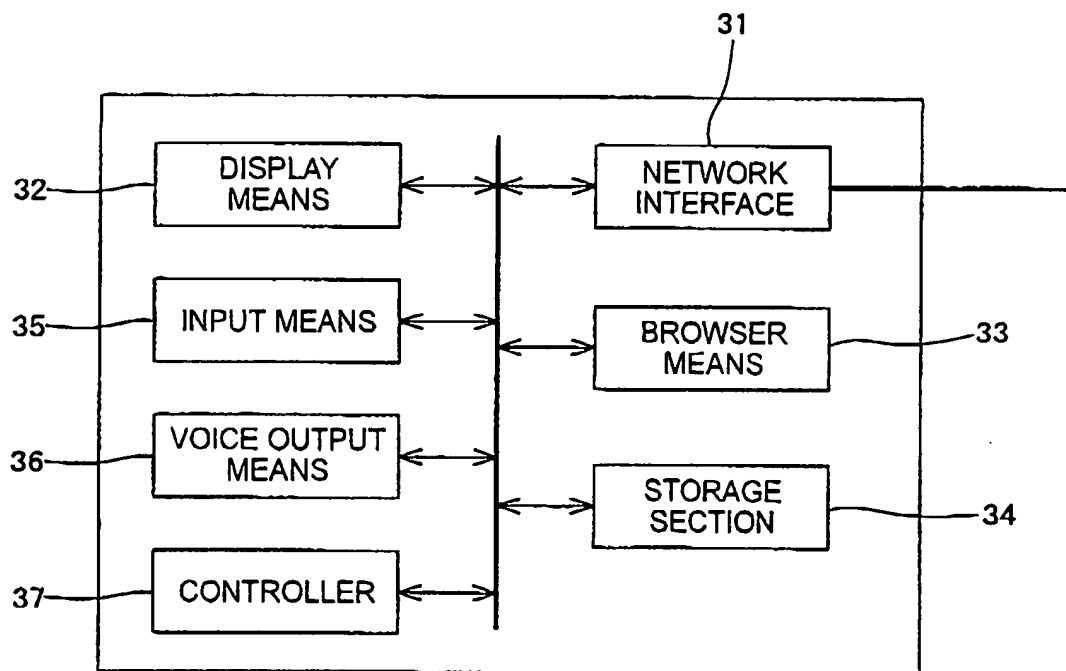 31
32
DISPLAY
MEANS
NETWORK
INTERFACE
35
INPUT MEANS
BROWSER
MEANS
33
36
VOICE OUTPUT
MEANS
STORAGE
SECTION
34
37
CONTROLLER